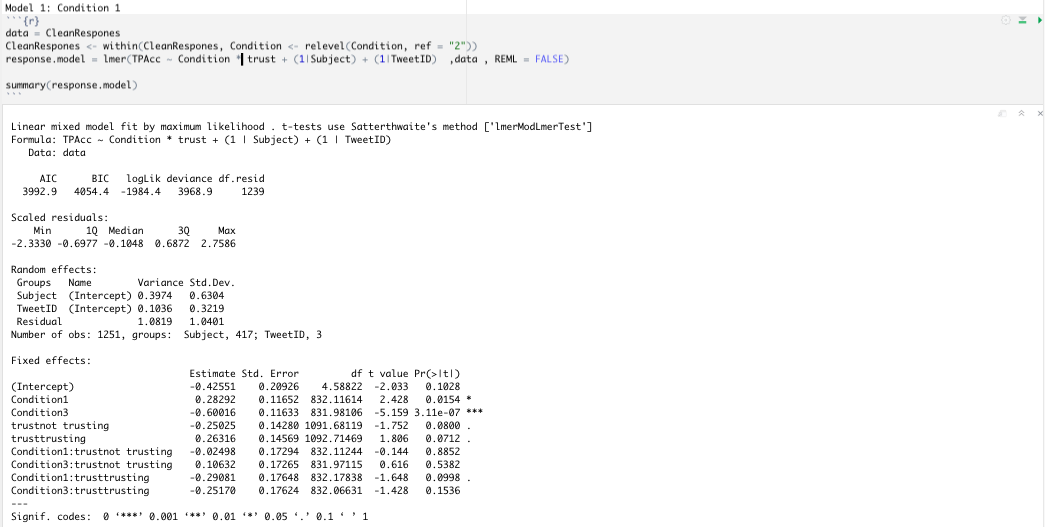 Model 1: Condition 1
```{r}
data = CleanRespones
CleanRespones <- within(CleanRespones, Condition <- relevel(Condition, ref = "2"))
response.model = lmer(TPAcc ~ Condition * trust + (1|Subject) + (1|TweetID)  ,data , REML = FALSE)
summary(response.model)
```
Linear mixed model fit by maximum likelihood . t-tests use Satterthwaite's method ['lmerModLmerTest']
Formula: TPAcc ~ Condition * trust + (1 | Subject) + (1 | TweetID)
   Data: data
     AIC      BIC   logLik deviance df.resid
  3992.9   4054.4  -1984.4   3968.9     1239
Scaled residuals:
    Min      1Q  Median      3Q     Max
-2.3330 -0.6977 -0.1048  0.6872  2.7586
Random effects:
 Groups   Name        Variance Std.Dev.
 Subject  (Intercept) 0.3974   0.6304
 TweetID  (Intercept) 0.1036   0.3219
 Residual             1.0819   1.0401
Number of obs: 1251, groups:  Subject, 417; TweetID, 3
Fixed effects:
                              Estimate Std. Error         df t value Pr(>|t|)
(Intercept)                   -0.42551    0.20926    4.58822  -2.033   0.1028
Condition1                     0.28292    0.11652  832.11614   2.428   0.0154 *
Condition3                    -0.60016    0.11633  831.98106  -5.159 3.11e-07 ***
trustnot trusting             -0.25025    0.14280 1091.68119  -1.752   0.0800 .
trusttrusting                  0.26316    0.14569 1092.71469   1.806   0.0712 .
Condition1:trustnot trusting  -0.02498    0.17294  832.11244  -0.144   0.8852
Condition3:trustnot trusting   0.10632    0.17265  831.97115   0.616   0.5382
Condition1:trusttrusting      -0.29081    0.17648  832.17838  -1.648   0.0998 .
Condition3:trusttrusting      -0.25170    0.17624  832.06631  -1.428   0.1536
---
Signif. codes:  0 ‘***’ 0.001 ‘**’ 0.01 ‘*’ 0.05 ‘.’ 0.1 ‘ ’ 1